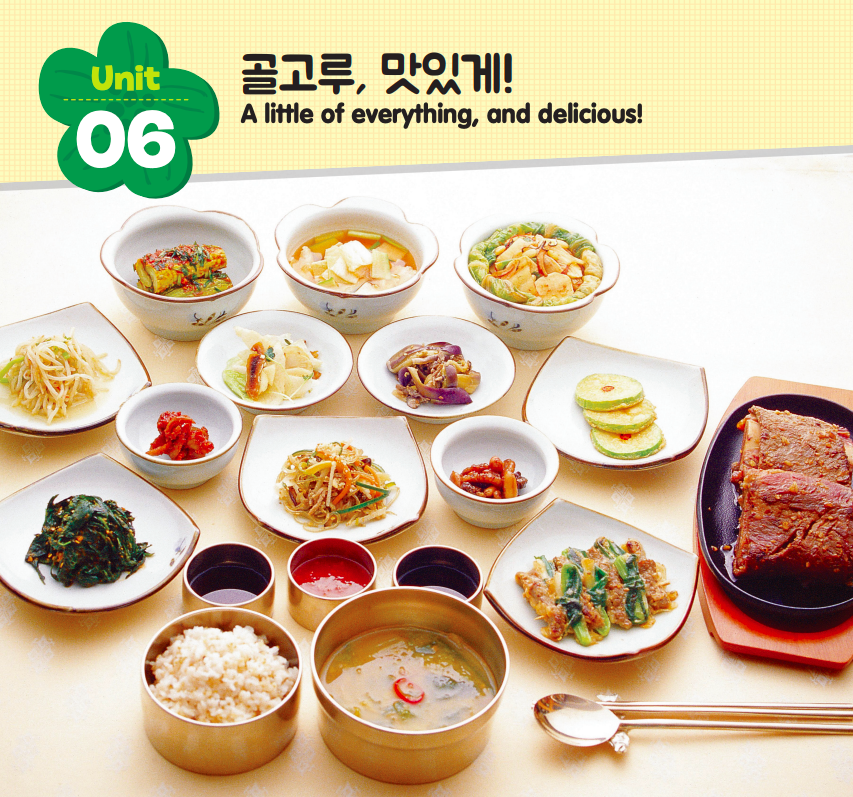 Unit
06
골고루, 맛있게!
A little of everything, and delicious!